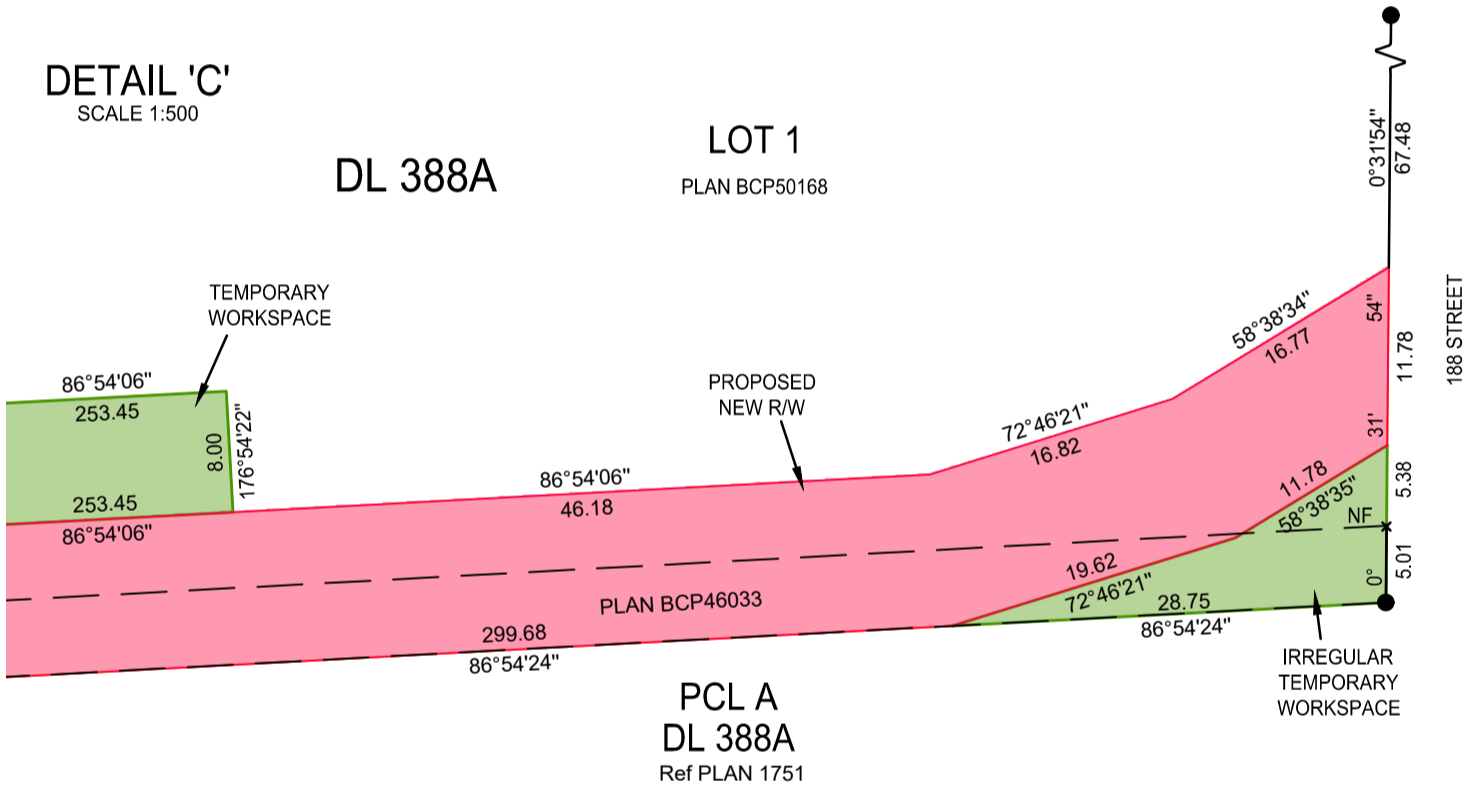 DETAIL 'C'
SCALE 1:500
DL 388A
LOT 1
PLAN BCP50168
0°31'54"
67.48
188 STREET
TEMPORARY
WORKSPACE
86°54'06"
253.45
8.00
176°54'22"
253.45
86°54'06"
86°54'06"
46.18
PROPOSED
NEW R/W
72°46'21"
16.82
58°38'34"
16.77
54"
11.78
31'
5.38
11.78
58°38'35"
NF
5.01
0°
19.62
72°46'21"
28.75
86°54'24"
PLAN BCP46033
299.68
86°54'24"
IRREGULAR
TEMPORARY
WORKSPACE
PCL A
DL 388A
Ref PLAN 1751